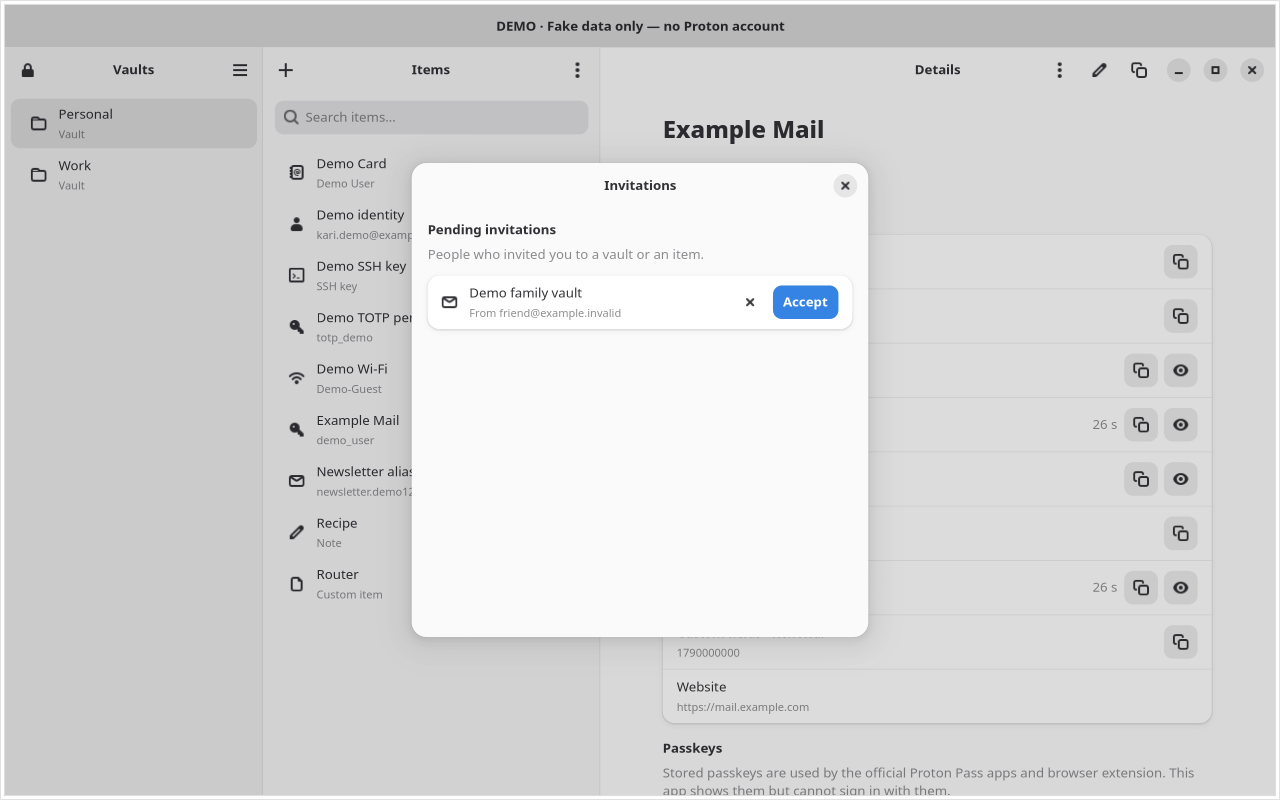 DEMO · Fake data only — no Proton account
Vaults
Items
Details
Personal
Vault
Work
Vault
Search items...
Demo Card
Demo User
Demo identity
kari.demo@examp
Demo SSH key
SSH key
Demo TOTP per
totp_demo
Demo Wi-Fi
Demo-Guest
Example Mail
demo_user
Newsletter alias
newsletter.demo12
Recipe
Note
Router
Custom item
Invitations
Pending invitations
People who invited you to a vault or an item.
Demo family vault
From friend@example.invalid
Accept
Example Mail
26 s
26 s
1790000000
Website
https://mail.example.com
Passkeys
Stored passkeys are used by the official Proton Pass apps and browser extension. This
app shows them but cannot sign in with them.